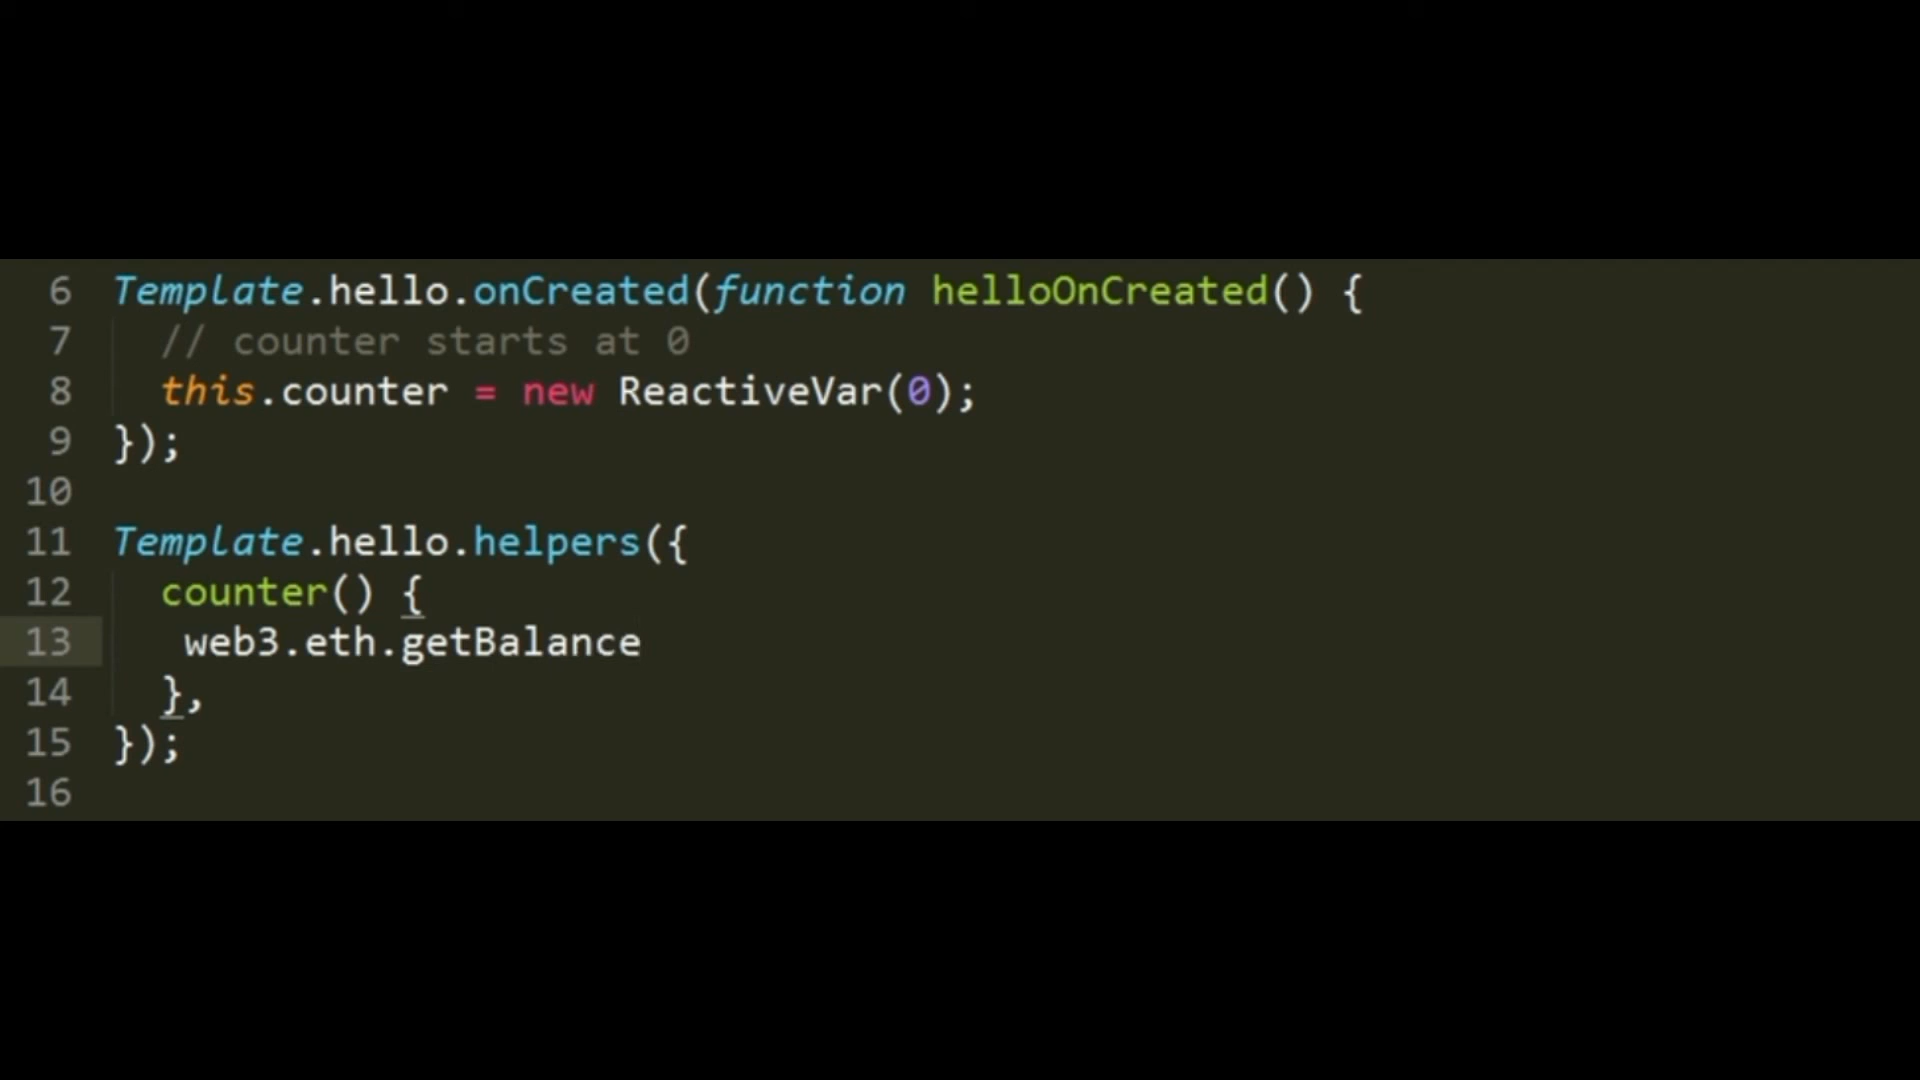 6 Template.hello.onCreated(function helloOnCreated() {
7 // counter starts at 0
8 this.counter = new ReactiveVar(0);
9 });
10
11 Template.hello.helpers({
12 counter() {
13 web3.eth.getBalance
14 },
15 });
16